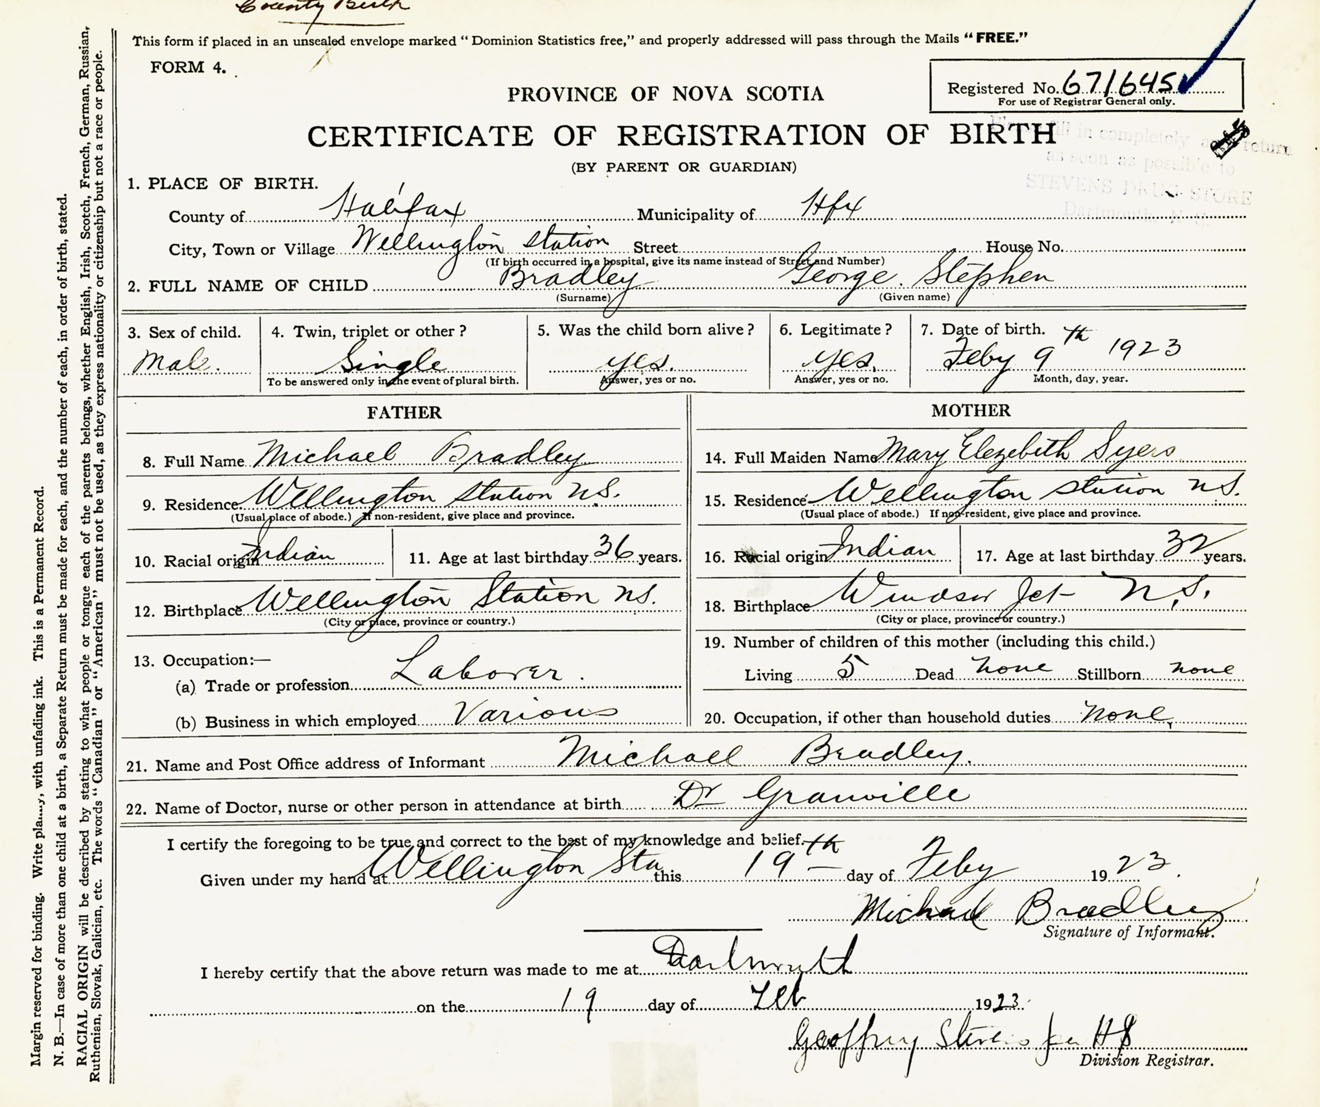 County Birth
This form if placed in an unsealed envelope marked "Dominion Statistics free," and properly addressed will pass through the Mails "FREE."
FORM 4.
Registered No. 671645
For use of Registrar General only.
PROVINCE OF NOVA SCOTIA
CERTIFICATE OF REGISTRATION OF BIRTH
(BY PARENT OR GUARDIAN)
fill in completely and return
as soon as possible to
STEVENS DRUG STORE
Dartmouth, N. S.
1. PLACE OF BIRTH.
County of Halifax Municipality of Hfx
City, Town or Village Wellington Station Street House No.
(If birth occurred in a hospital, give its name instead of Street and Number)
2. FULL NAME OF CHILD Bradley George Stephen
(Surname) (Given name)
3. Sex of child. 4. Twin, triplet or other? 5. Was the child born alive? 6. Legitimate? 7. Date of birth.
Male. Single yes. yes. Feby 9th 1923
To be answered only in the event of plural birth. Answer, yes or no. Answer, yes or no. Month, day, year.
FATHER
8. Full Name Michael Bradley
9. Residence Wellington Station N.S.
(Usual place of abode.) If non-resident, give place and province.
10. Racial origin Indian 11. Age at last birthday 36 years.
12. Birthplace Wellington Station N.S.
(City or place, province or country.)
13. Occupation:—
(a) Trade or profession Laborer.
(b) Business in which employed Various
MOTHER
14. Full Maiden Name Mary Elezebeth Syers
15. Residence Wellington Station N.S.
(Usual place of abode.) If non-resident, give place and province.
16. Racial origin Indian 17. Age at last birthday 32 years.
18. Birthplace Windsor Jct N.S.
(City or place, province or country.)
19. Number of children of this mother (including this child.)
Living 5 Dead none Stillborn none
20. Occupation, if other than household duties none
21. Name and Post Office address of Informant Michael Bradley.
22. Name of Doctor, nurse or other person in attendance at birth Dr Granville
I certify the foregoing to be true and correct to the best of my knowledge and belief.
Given under my hand at Wellington Sta this 19th day of Feby 1923.
Michael Bradley
Signature of Informant.
I hereby certify that the above return was made to me at Dartmouth
on the 19 day of Feb 1923.
Geoffrey Stevens for HS
Division Registrar.
Margin reserved for binding. Write with unfading ink. This is a Permanent Record.
N. B.—In case of more than one child at a birth, a Separate Return must be made for each, and the number of each, in order of birth, stated.
RACIAL ORIGIN will be described by stating to what people or tongue each of the parents belongs, whether English, Irish, Scotch, French, German, Russian,
Ruthenian, Slovak, Galician, etc. The words "Canadian" or "American" must not be used, as they express nationality or citizenship but not a race or people.